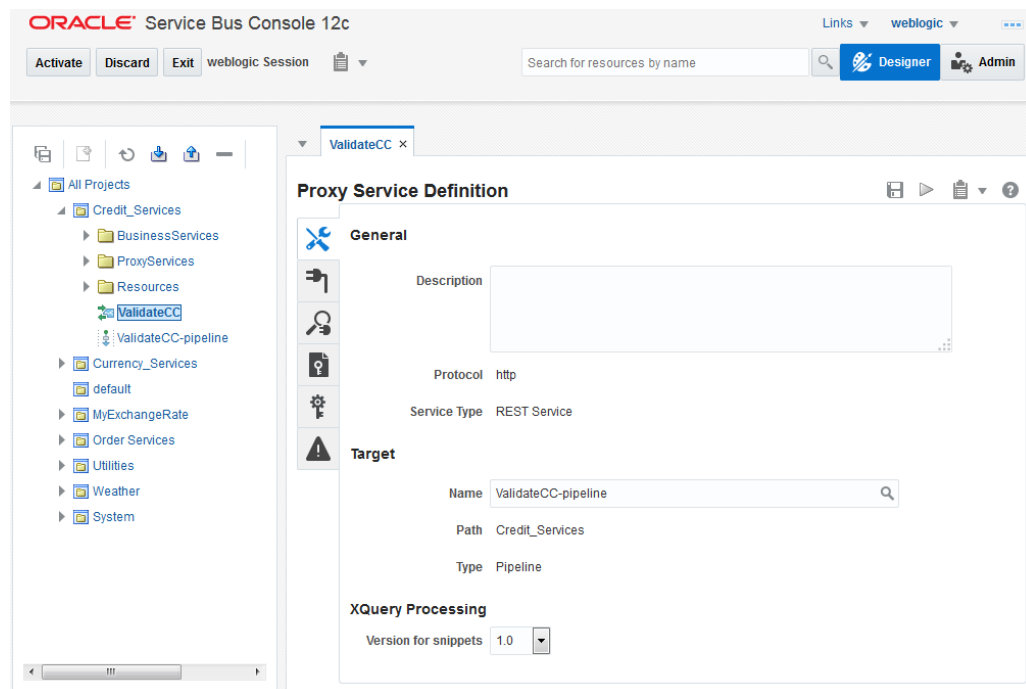 ORACLE® Service Bus Console 12c
Links weblogic
Activate Discard Exit weblogic Session
Search for resources by name
Designer
Admin
ValidateCC ×
All Projects
Credit_Services
BusinessServices
ProxyServices
Resources
ValidateCC
ValidateCC-pipeline
Currency_Services
default
MyExchangeRate
Order Services
Utilities
Weather
System
Proxy Service Definition
General
Description
Protocol http
Service Type REST Service
Target
Name ValidateCC-pipeline
Path Credit_Services
Type Pipeline
XQuery Processing
Version for snippets 1.0